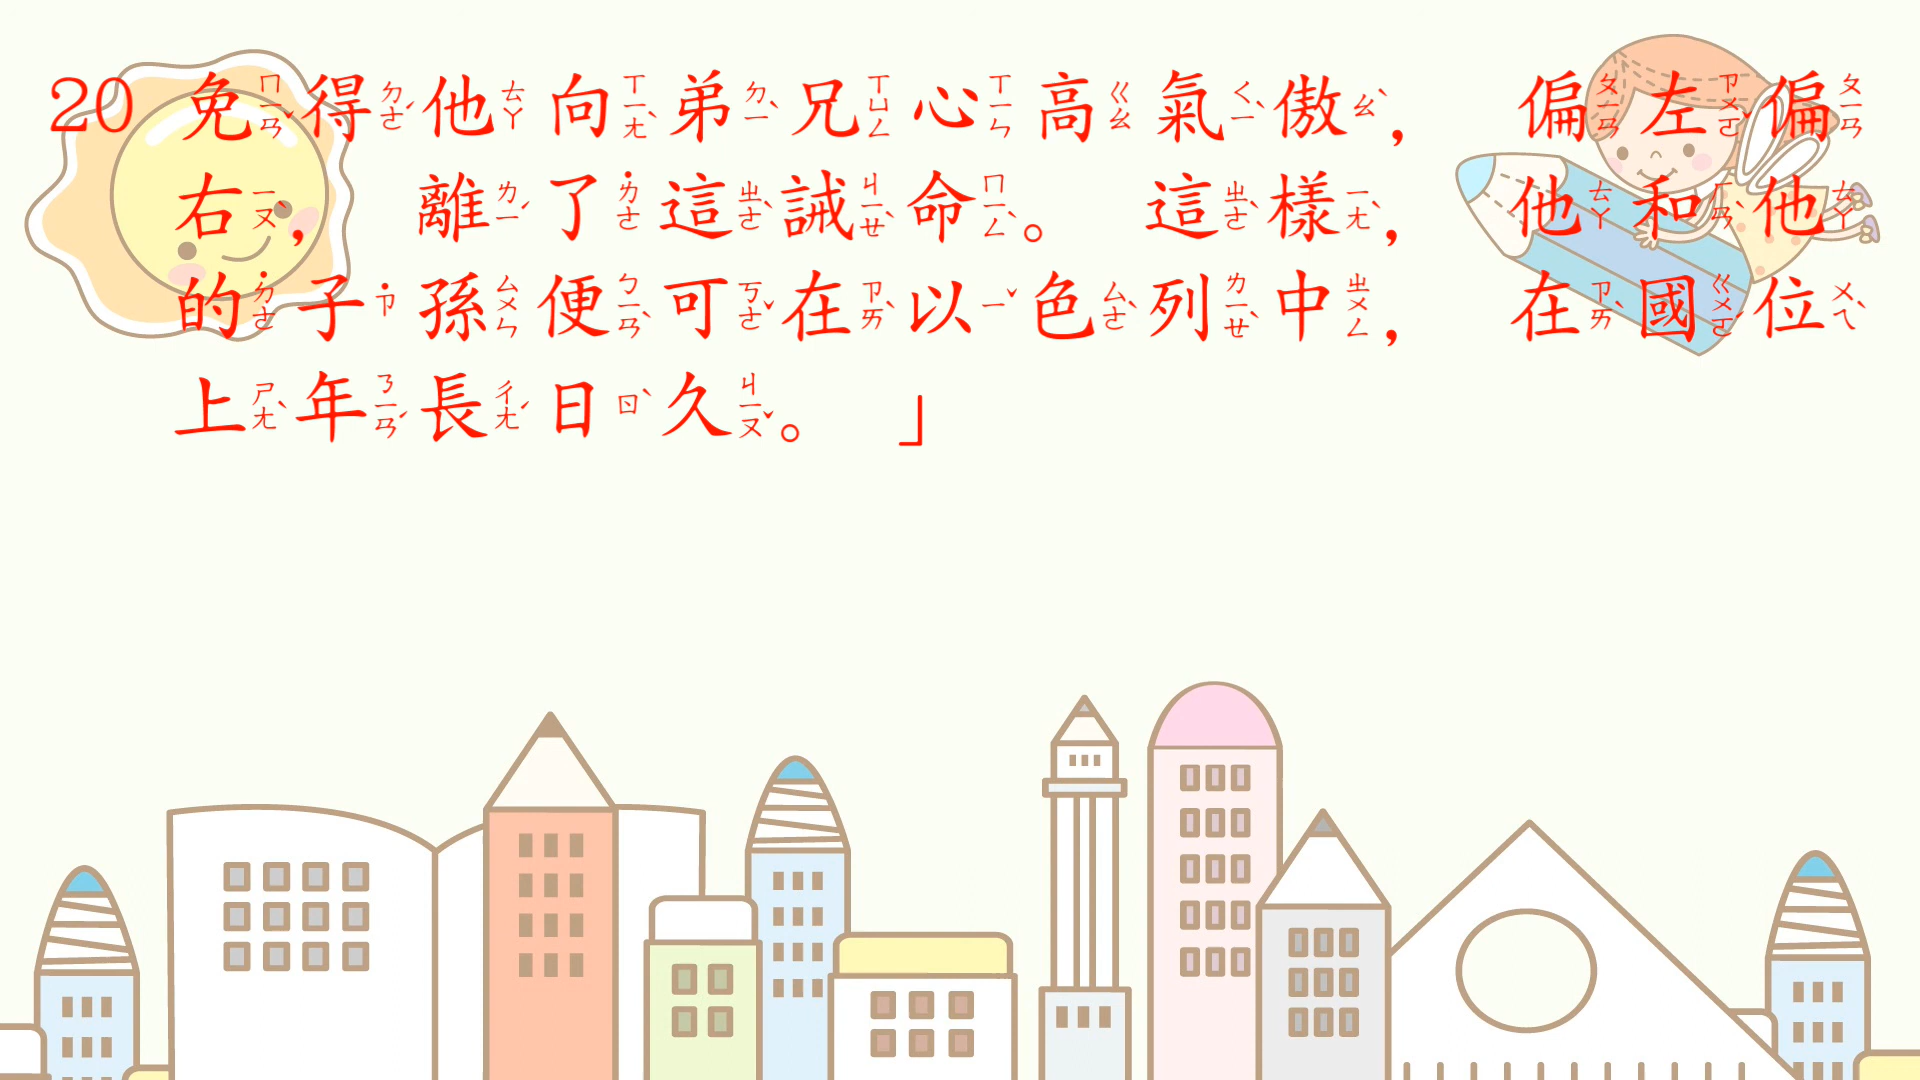 20 免得他向弟兄心高氣傲，偏左偏
右，離了這誡命。這樣，他和他
的子孫便可在以色列中，在國位
上年長日久。」